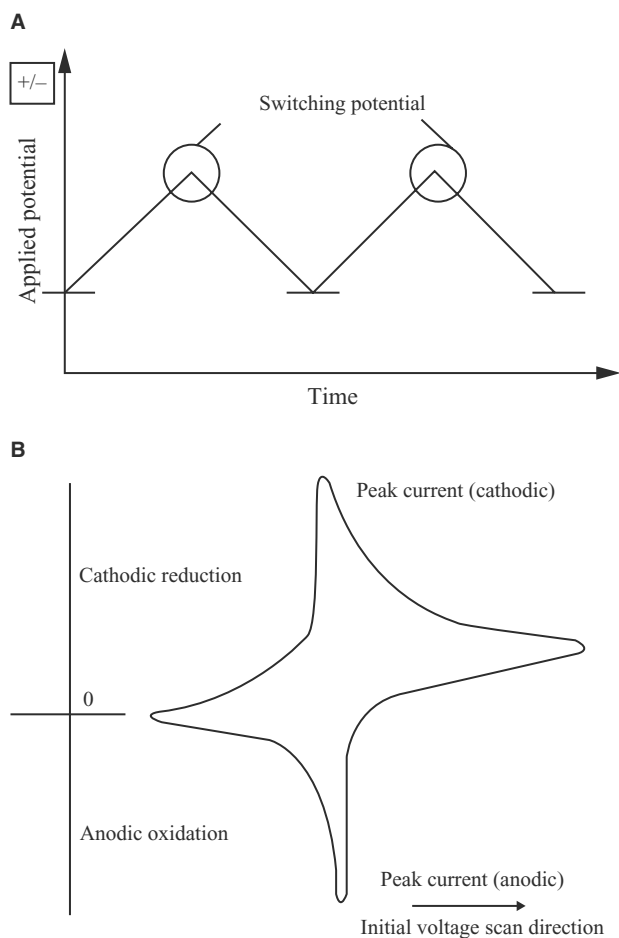 A
+/–
Switching potential
Applied potential
Time
B
Peak current (cathodic)
Cathodic reduction
0
Anodic oxidation
Peak current (anodic)
Initial voltage scan direction